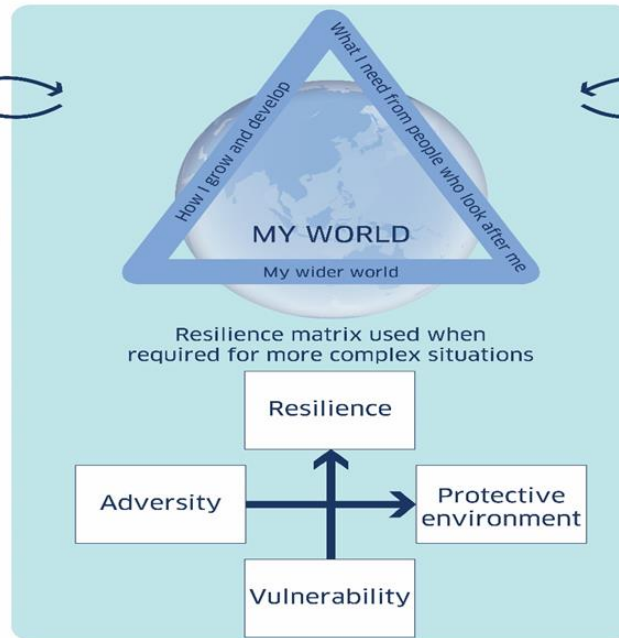 How I grow and develop
What I need from people who look after me
MY WORLD
My wider world
Resilience matrix used when
required for more complex situations
Resilience
Adversity
Protective
environment
Vulnerability